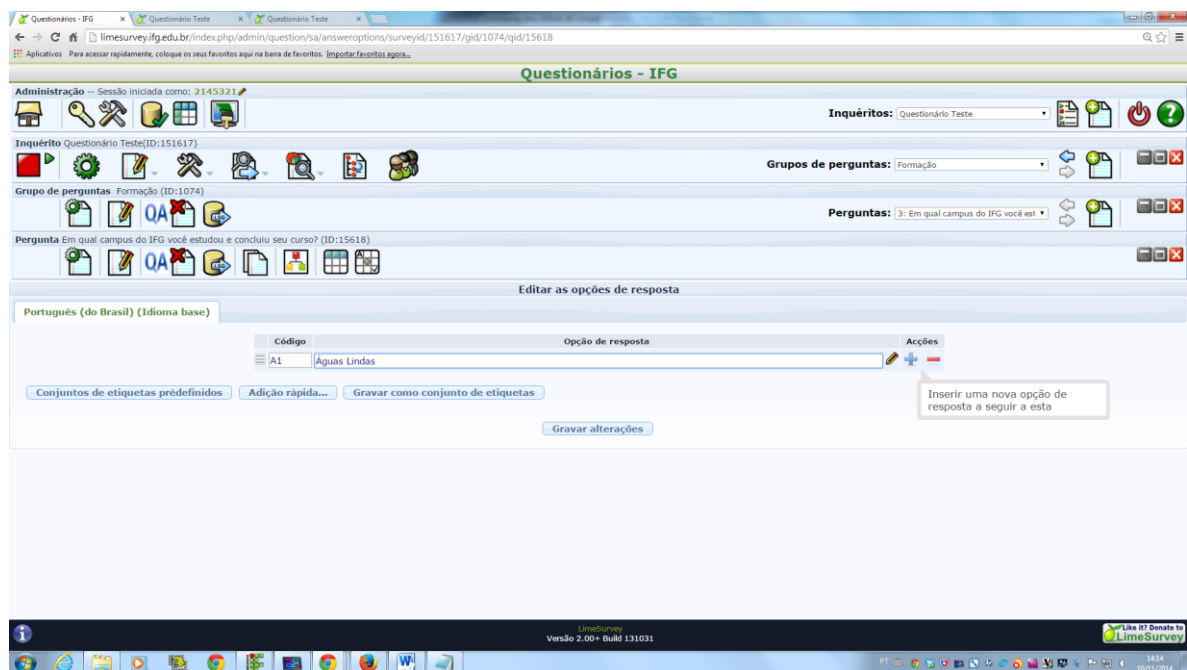 Questionários - IFG
Questionário Teste
Questionário Teste
limesurvey.ifg.edu.br/index.php/admin/question/sa/answeroptions/surveyid/151617/gid/1074/qid/15618
Aplicativos Para acessar rapidamente, coloque os seus favoritos aqui na barra de favoritos. Importar favoritos agora...
Questionários - IFG
Administração -- Sessão iniciada como: 2145321
Inquéritos: Questionário Teste
Inquérito Questionário Teste(ID:151617)
Grupos de perguntas: Formação
Grupo de perguntas Formação (ID:1074)
QA
Perguntas: 3: Em qual campus do IFG você est
Pergunta Em qual campus do IFG você estudou e concluiu seu curso? (ID:15618)
QA
Editar as opções de resposta
Português (do Brasil) (Idioma base)
Código Opção de resposta Acções
A1 Águas Lindas
Conjuntos de etiquetas prédefinidos Adição rápida... Gravar como conjunto de etiquetas
Inserir uma nova opção de
resposta a seguir a esta
Gravar alterações
LimeSurvey
Versão 2.00+ Build 131031
Like it? Donate to
LimeSurvey
PT
14:14
10/11/2014